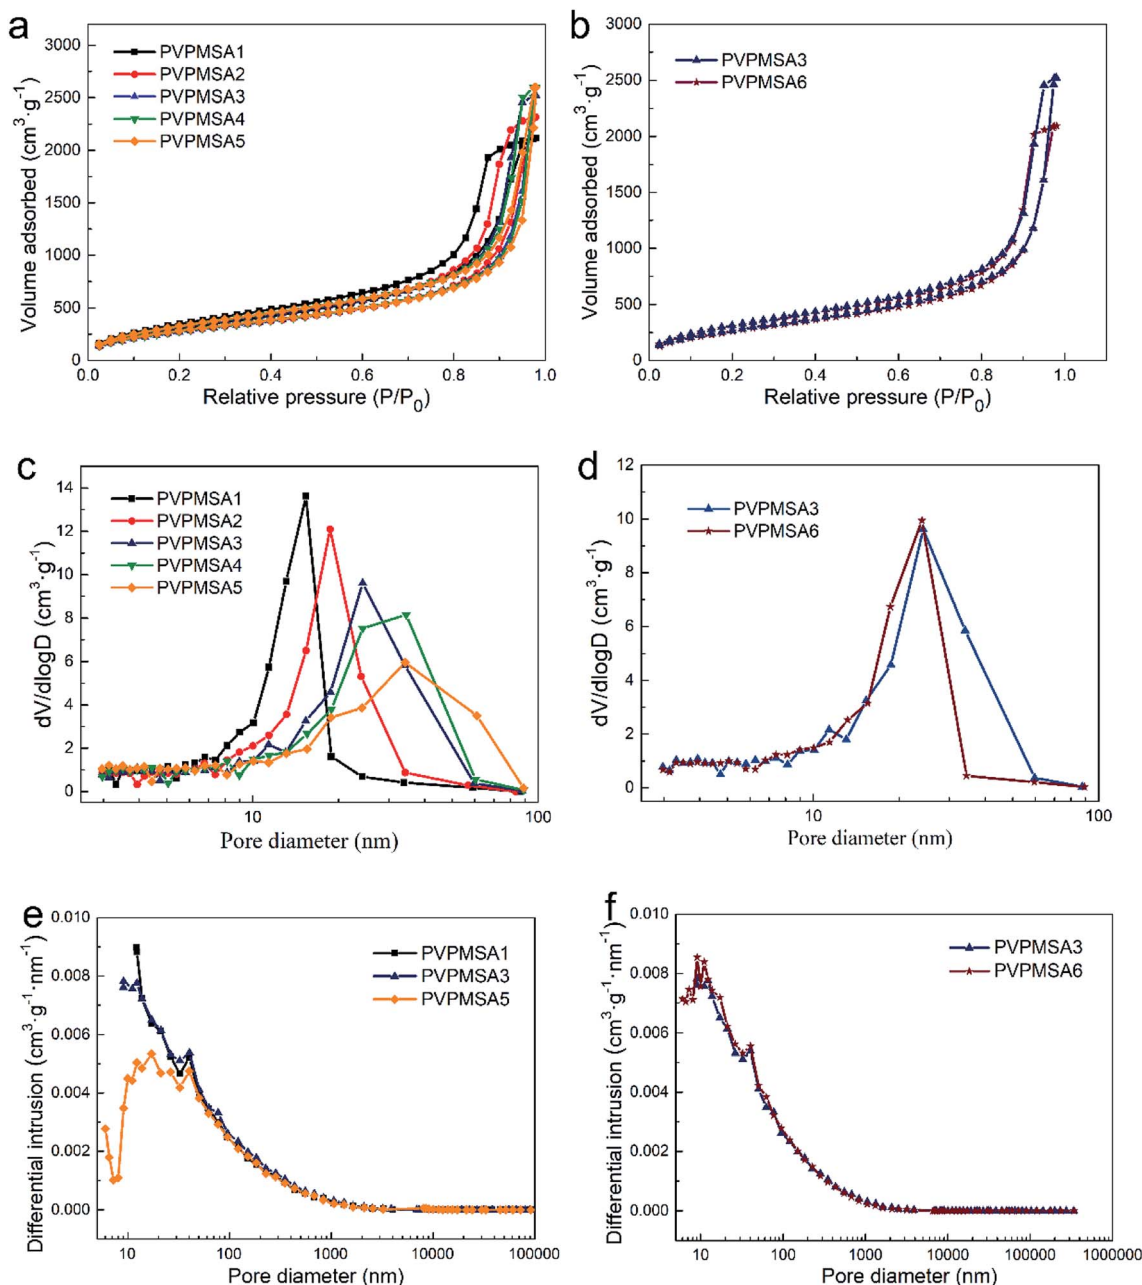 a
3000
2500
2000
1500
1000
500
0
0.0 0.2 0.4 0.6 0.8 1.0
Volume adsorbed (cm³·g⁻¹)
Relative pressure (P/P₀)
PVPMSA1
PVPMSA2
PVPMSA3
PVPMSA4
PVPMSA5
b
3000
2500
2000
1500
1000
500
0
0.0 0.2 0.4 0.6 0.8 1.0
Volume adsorbed (cm³·g⁻¹)
Relative pressure (P/P₀)
PVPMSA3
PVPMSA6
c
14
12
10
8
6
4
2
0
10 100
dV/dlogD (cm³·g⁻¹)
Pore diameter (nm)
PVPMSA1
PVPMSA2
PVPMSA3
PVPMSA4
PVPMSA5
d
12
10
8
6
4
2
0
10 100
dV/dlogD (cm³·g⁻¹)
Pore diameter (nm)
PVPMSA3
PVPMSA6
e
0.010
0.008
0.006
0.004
0.002
0.000
10 100 1000 10000 100000
Differential intrusion (cm³·g⁻¹·nm⁻¹)
Pore diameter (nm)
PVPMSA1
PVPMSA3
PVPMSA5
f
0.010
0.008
0.006
0.004
0.002
0.000
10 100 1000 10000 100000 1000000
Differential intrusion (cm³·g⁻¹·nm⁻¹)
Pore diameter (nm)
PVPMSA3
PVPMSA6